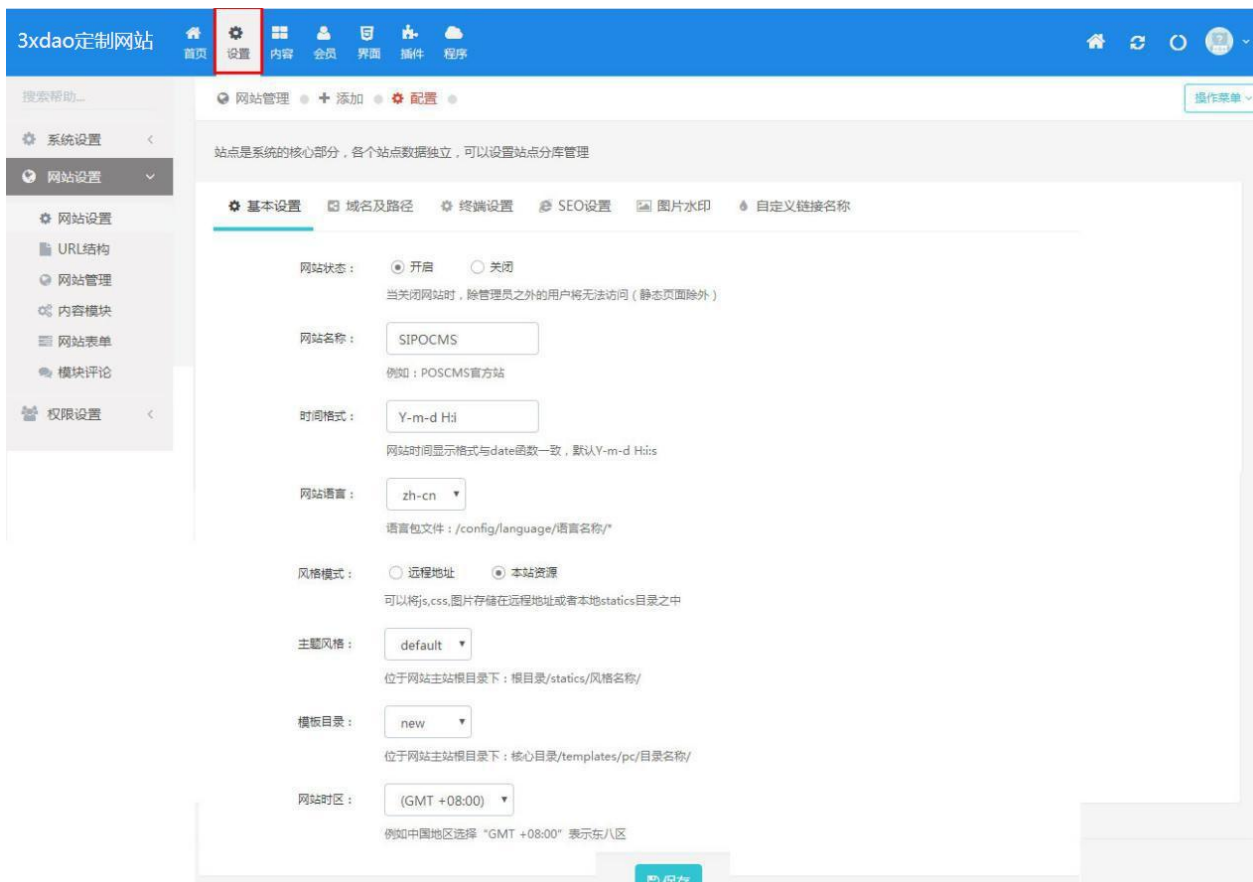 3xdao定制网站
首页 设置 内容 会员 界面 插件 程序
搜索帮助...
网站管理 添加 配置
操作菜单
系统设置
网站设置
网站设置
URL结构
网站管理
内容模块
网站表单
模块评论
权限设置
站点是系统的核心部分，各个站点数据独立，可以设置站点分库管理
基本设置 域名及路径 终端设置 SEO设置 图片水印 自定义链接名称
网站状态： 开启 关闭
当关闭网站时，除管理员之外的用户将无法访问（静态页面除外）
网站名称： SIPOCMS
例如：POSCMS官方站
时间格式： Y-m-d H:i
网站时间显示格式与date函数一致，默认Y-m-d H:i:s
网站语言： zh-cn
语言包文件：/config/language/语言名称/*
风格模式： 远程地址 本站资源
可以将js,css,图片存储在远程地址或者本地statics目录之中
主题风格： default
位于网站主站根目录下：根目录/statics/风格名称/
模板目录： new
位于网站主站根目录下：核心目录/templates/pc/目录名称/
网站时区： (GMT +08:00)
例如中国地区选择 "GMT +08:00" 表示东八区
保存